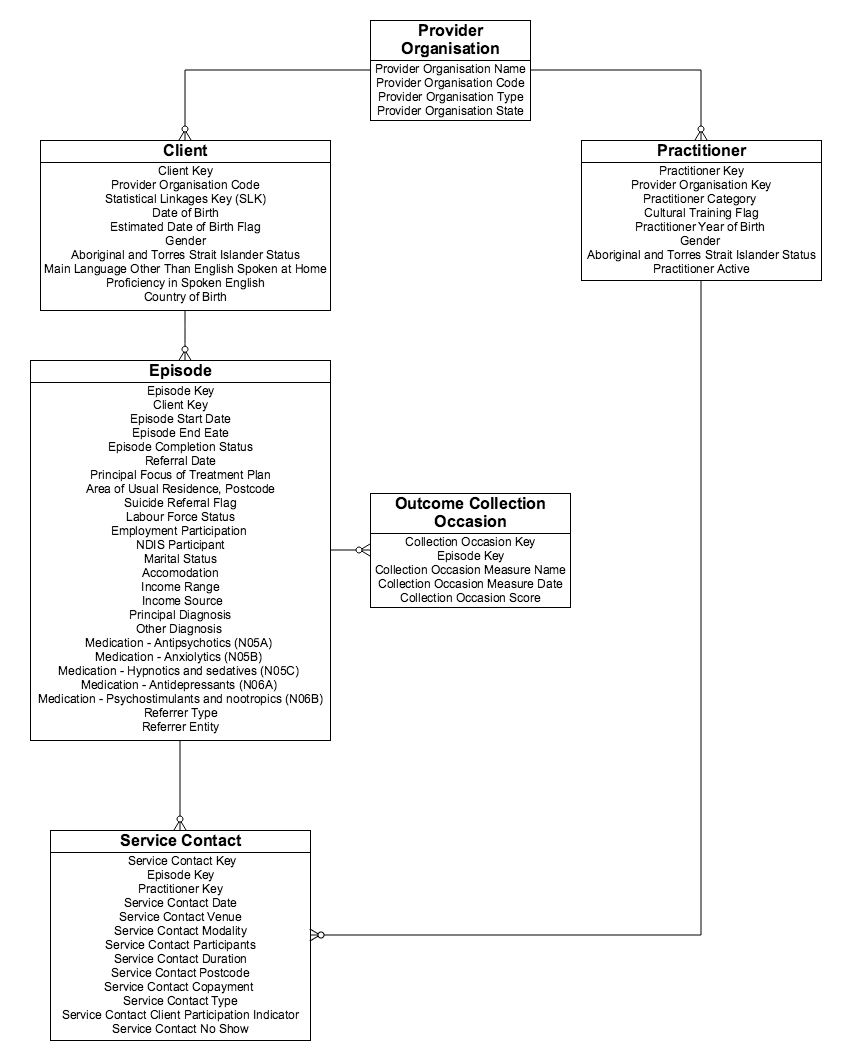 Provider
Organisation
Provider Organisation Name
Provider Organisation Code
Provider Organisation Type
Provider Organisation State
Client
Client Key
Provider Organisation Code
Statistical Linkages Key (SLK)
Date of Birth
Estimated Date of Birth Flag
Gender
Aboriginal and Torres Strait Islander Status
Main Language Other Than English Spoken at Home
Proficiency in Spoken English
Country of Birth
Practitioner
Practitioner Key
Provider Organisation Key
Practitioner Category
Cultural Training Flag
Practitioner Year of Birth
Gender
Aboriginal and Torres Strait Islander Status
Practitioner Active
Episode
Episode Key
Client Key
Episode Start Date
Episode End Eate
Episode Completion Status
Referral Date
Principal Focus of Treatment Plan
Area of Usual Residence, Postcode
Suicide Referral Flag
Labour Force Status
Employment Participation
NDIS Participant
Marital Status
Accomodation
Income Range
Income Source
Principal Diagnosis
Other Diagnosis
Medication - Antipsychotics (N05A)
Medication - Anxiolytics (N05B)
Medication - Hypnotics and sedatives (N05C)
Medication - Antidepressants (N06A)
Medication - Psychostimulants and nootropics (N06B)
Referrer Type
Referrer Entity
Outcome Collection
Occasion
Collection Occasion Key
Episode Key
Collection Occasion Measure Name
Collection Occasion Measure Date
Collection Occasion Score
Service Contact
Service Contact Key
Episode Key
Practitioner Key
Service Contact Date
Service Contact Venue
Service Contact Modality
Service Contact Participants
Service Contact Duration
Service Contact Postcode
Service Contact Copayment
Service Contact Type
Service Contact Client Participation Indicator
Service Contact No Show